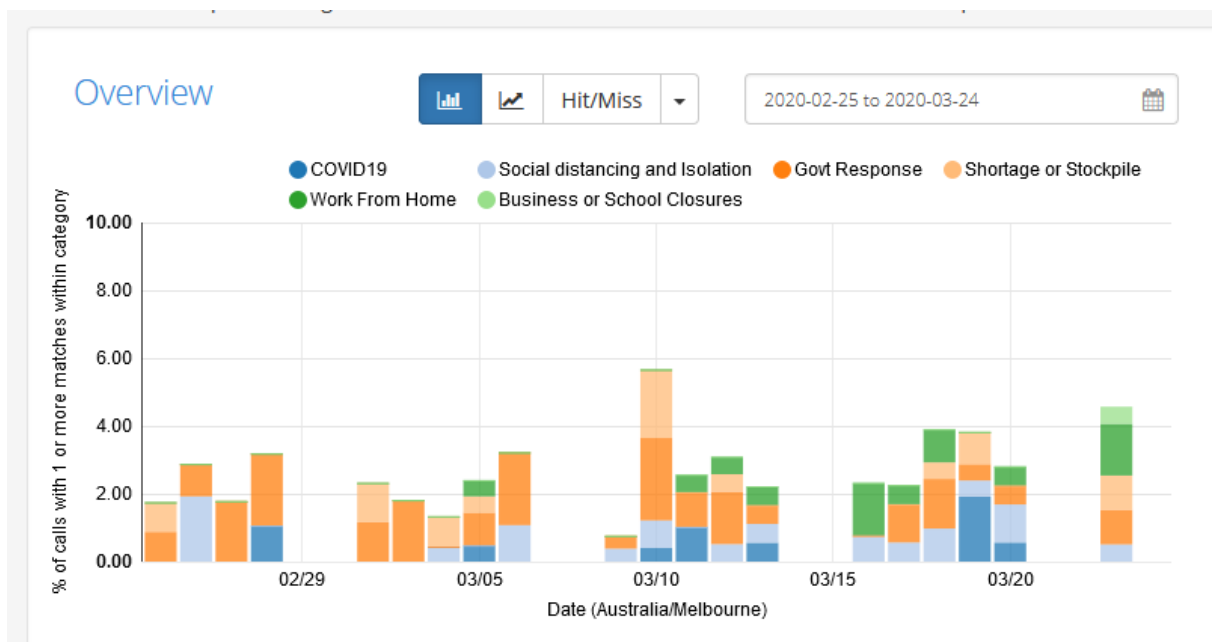 Overview
Hit/Miss
2020-02-25 to 2020-03-24
COVID19 Social distancing and Isolation Govt Response Shortage or Stockpile
Work From Home Business or School Closures
% of calls with 1 or more matches within category
10.00
8.00
6.00
4.00
2.00
0.00
02/29 03/05 03/10 03/15 03/20
Date (Australia/Melbourne)